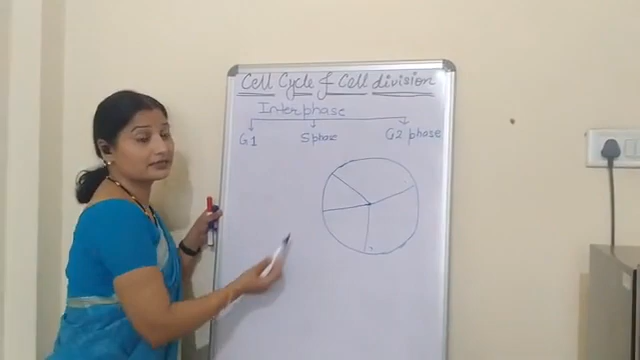 Cell Cycle & Cell division
Interphase
G1 S phase G2 phase